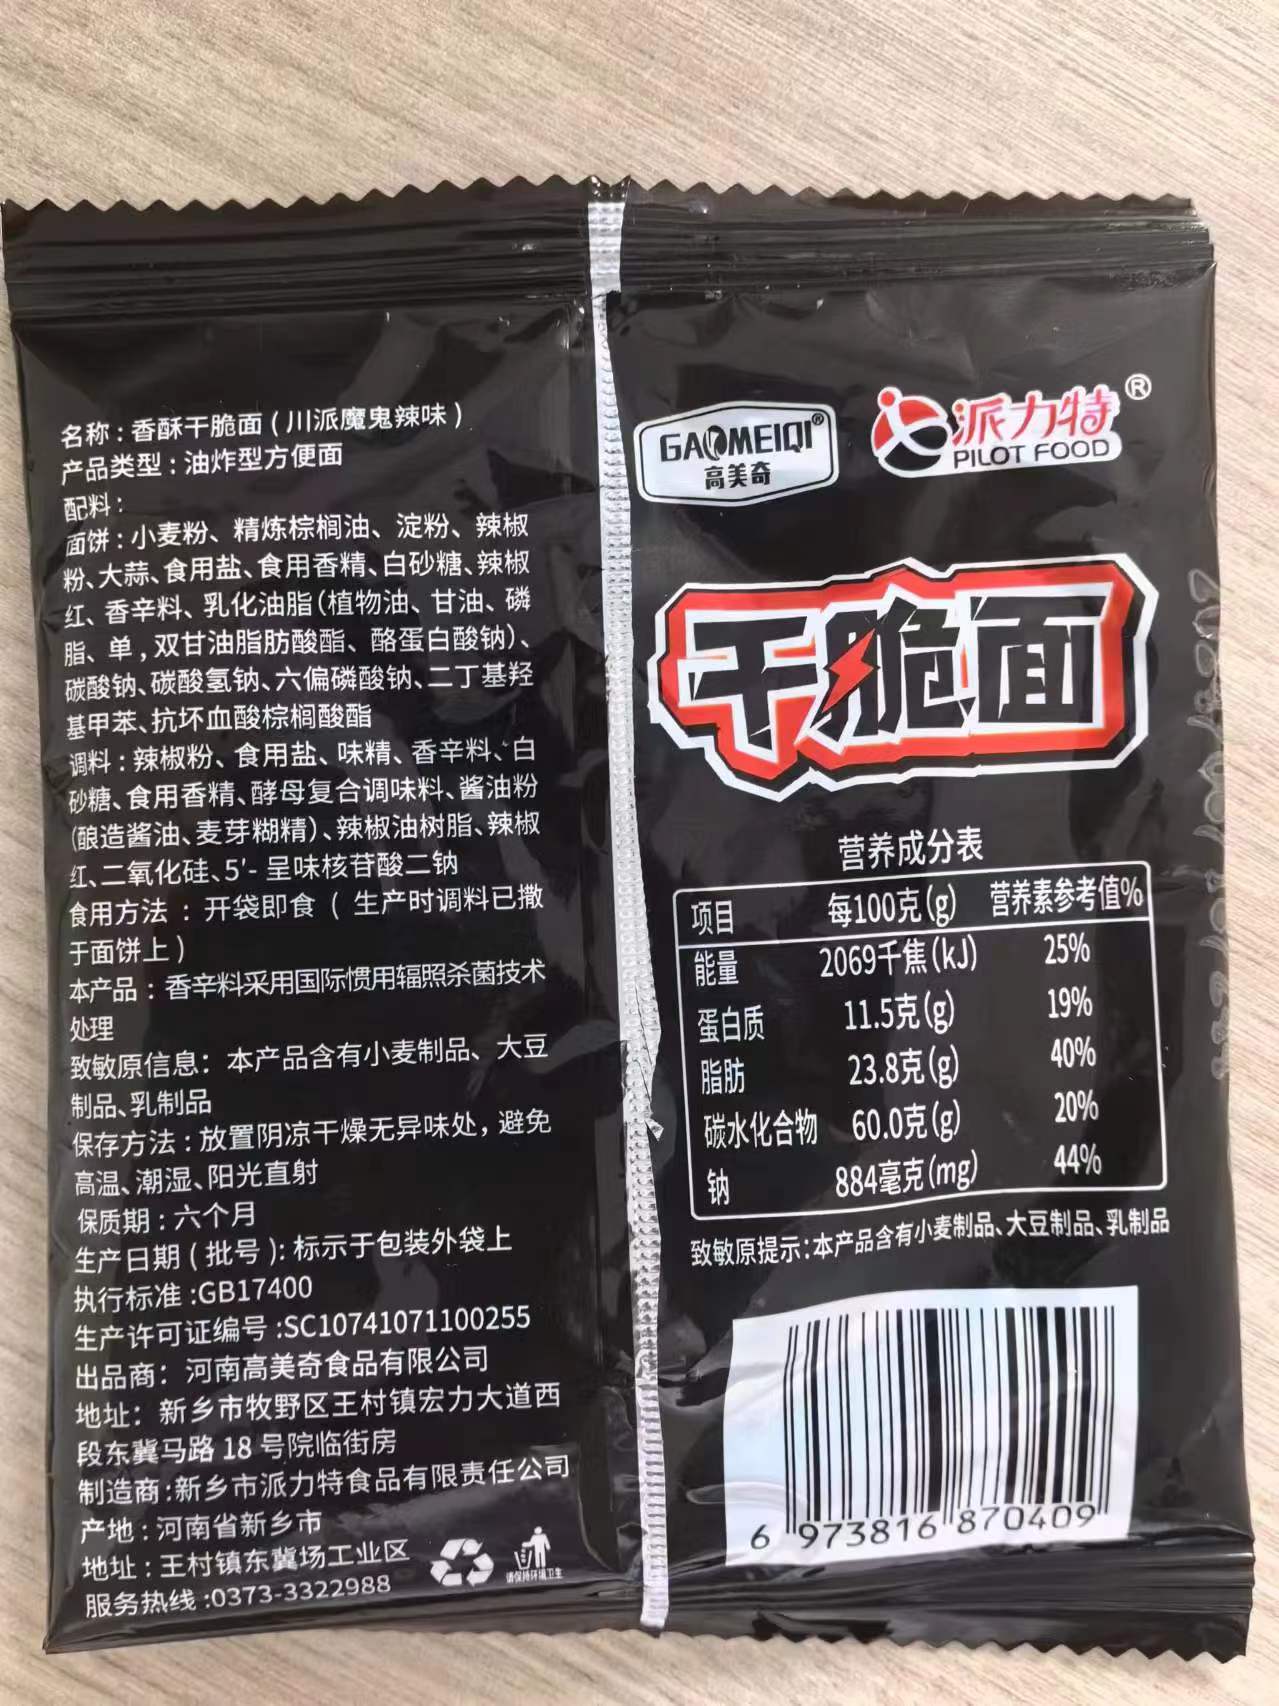 名称：香酥干脆面(川派魔鬼辣味)
产品类型：油炸型方便面
配料：
面饼：小麦粉、精炼棕榈油、淀粉、辣椒
粉、大蒜、食用盐、食用香精、白砂糖、辣椒
红、香辛料、乳化油脂(植物油、甘油、磷
脂、单，双甘油脂肪酸酯、酪蛋白酸钠)、
碳酸钠、碳酸氢钠、六偏磷酸钠、二丁基羟
基甲苯、抗坏血酸棕榈酸酯
调料：辣椒粉、食用盐、味精、香辛料、白
砂糖、食用香精、酵母复合调味料、酱油粉
(酿造酱油、麦芽糊精)、辣椒油树脂、辣椒
红、二氧化硅、5'-呈味核苷酸二钠
食用方法：开袋即食(生产时调料已撒
于面饼上)
本产品：香辛料采用国际惯用辐照杀菌技术
处理
致敏原信息：本产品含有小麦制品、大豆
制品、乳制品
保存方法：放置阴凉干燥无异味处，避免
高温、潮湿、阳光直射
保质期：六个月
生产日期(批号)：标示于包装外袋上
执行标准:GB17400
生产许可证编号:SC10741071100255
出品商：河南高美奇食品有限公司
地址：新乡市牧野区王村镇宏力大道西
段东冀马路18号院临街房
制造商:新乡市派力特食品有限责任公司
产地：河南省新乡市
地址：王村镇东冀场工业区
服务热线:0373-3322988
请保持环境卫生
GAOMEIQI®
高美奇
派力特®
PILOT FOOD
干脆面
营养成分表
项目 每100克(g) 营养素参考值%
能量 2069千焦(kJ) 25%
蛋白质 11.5克(g) 19%
脂肪 23.8克(g) 40%
碳水化合物 60.0克(g) 20%
钠 884毫克(mg) 44%
致敏原提示:本产品含有小麦制品、大豆制品、乳制品
6 973816 870409